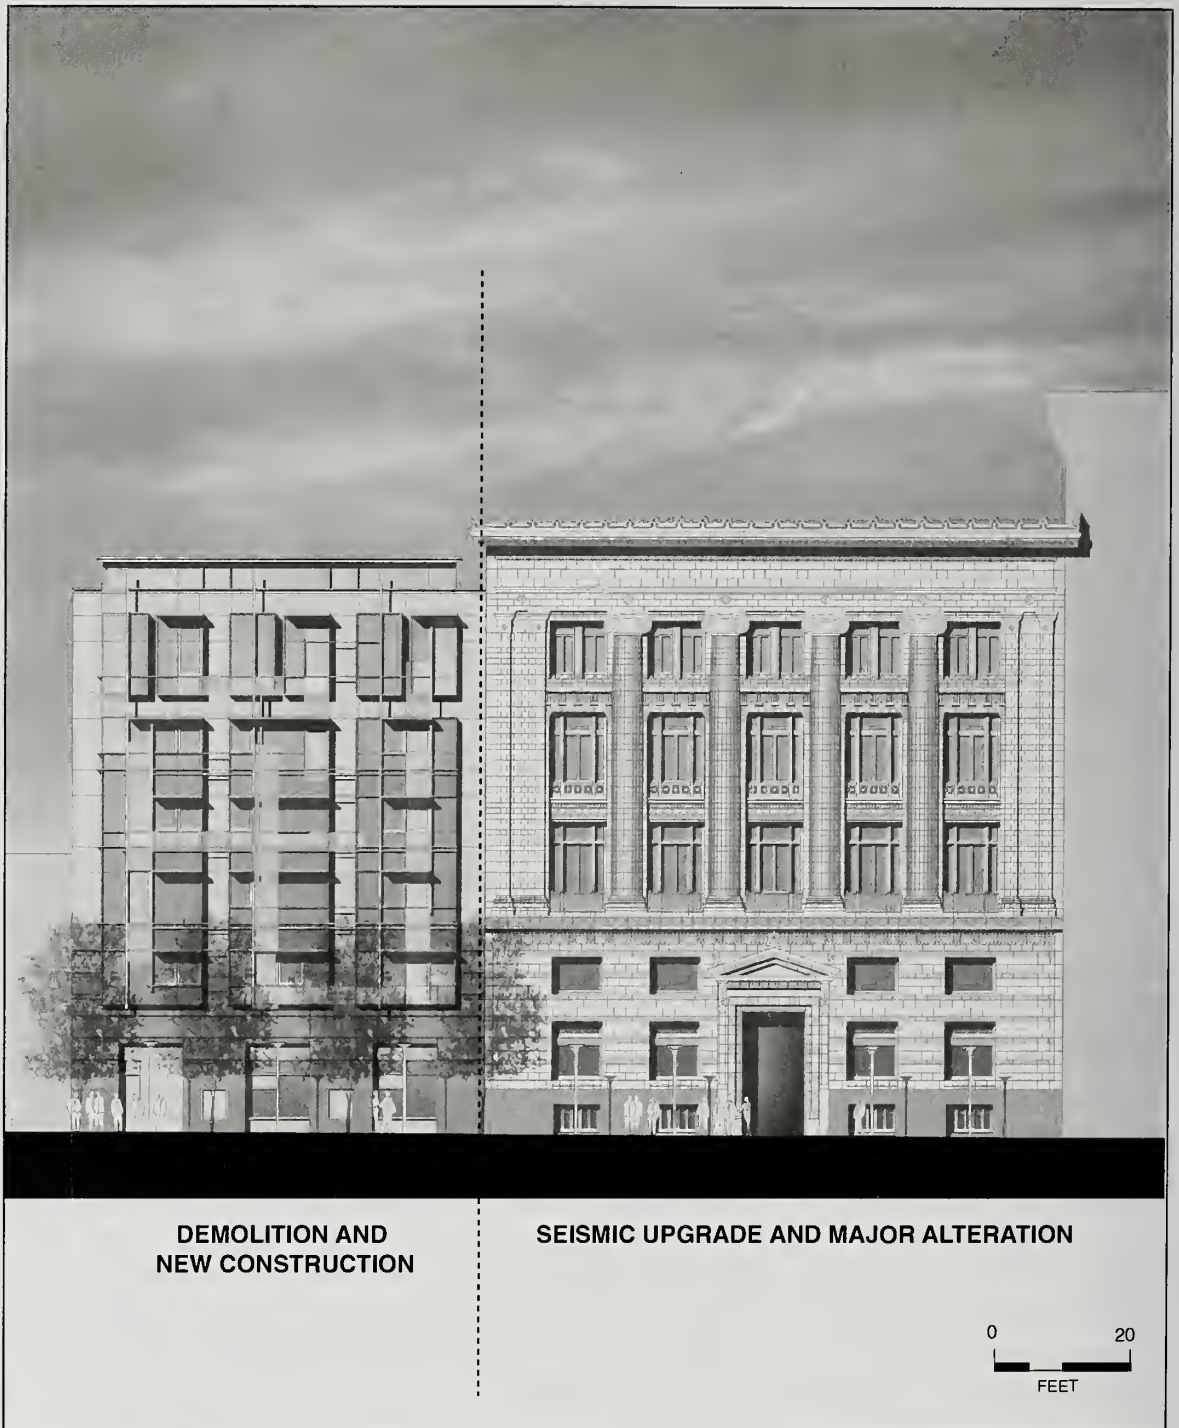 DEMOLITION AND
NEW CONSTRUCTION
SEISMIC UPGRADE AND MAJOR ALTERATION
0 20
FEET